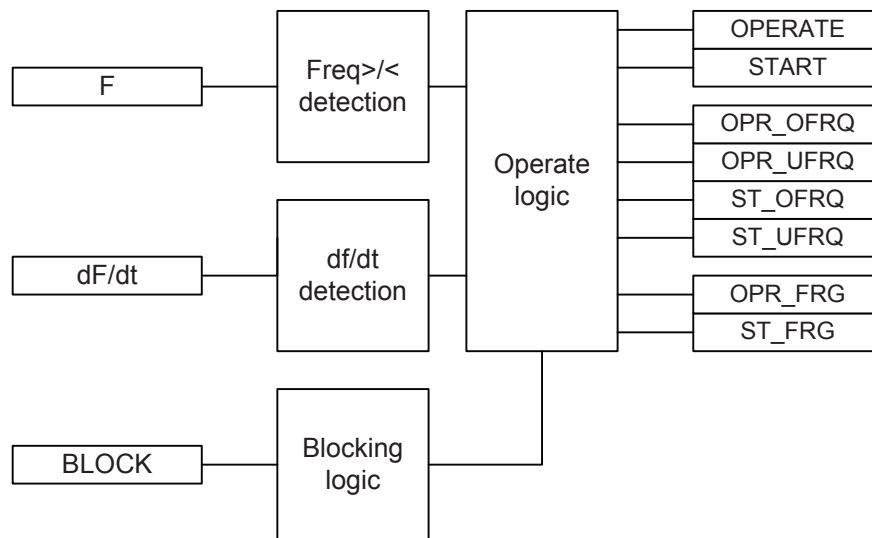 F
Freq>/<
detection
Operate
logic
OPERATE
START
OPR_OFRQ
OPR_UFRQ
ST_OFRQ
ST_UFRQ
dF/dt
df/dt
detection
OPR_FRG
ST_FRG
BLOCK
Blocking
logic